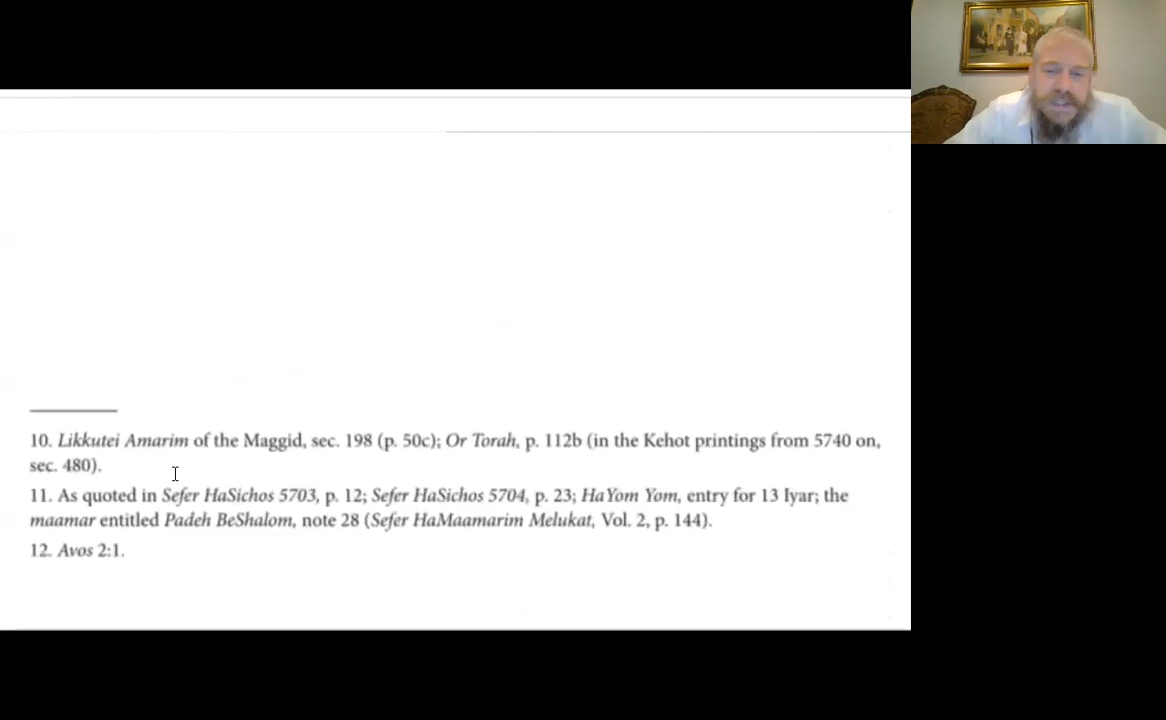 10. Likkutei Amarim of the Maggid, sec. 198 (p. 50c); Or Torah, p. 112b (in the Kehot printings from 5740 on,
sec. 480).
11. As quoted in Sefer HaSichos 5703, p. 12; Sefer HaSichos 5704, p. 23; HaYom Yom, entry for 13 Iyar; the
maamar entitled Padeh BeShalom, note 28 (Sefer HaMaamarim Melukat, Vol. 2, p. 144).
12. Avos 2:1.